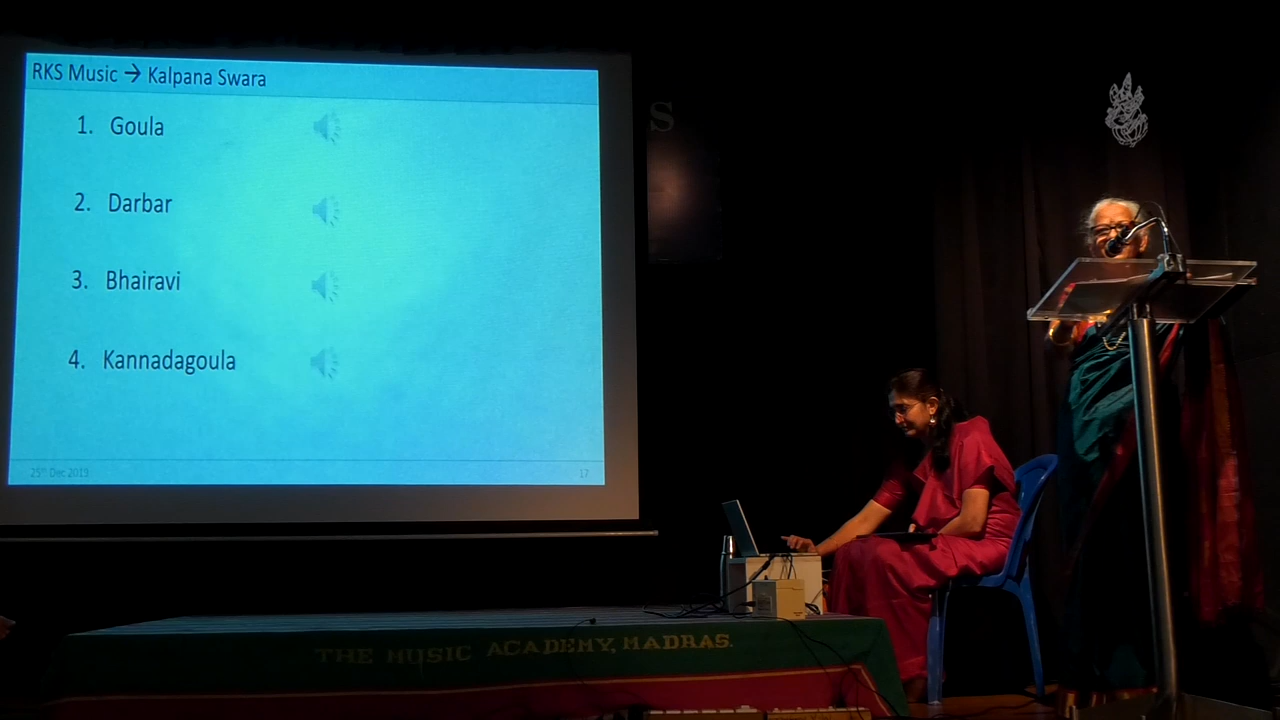 RKS Music → Kalpana Swara
1. Goula
2. Darbar
3. Bhairavi
4. Kannadagoula
25th Dec 2019
17
S
THE MUSIC ACADEMY, MADRAS.